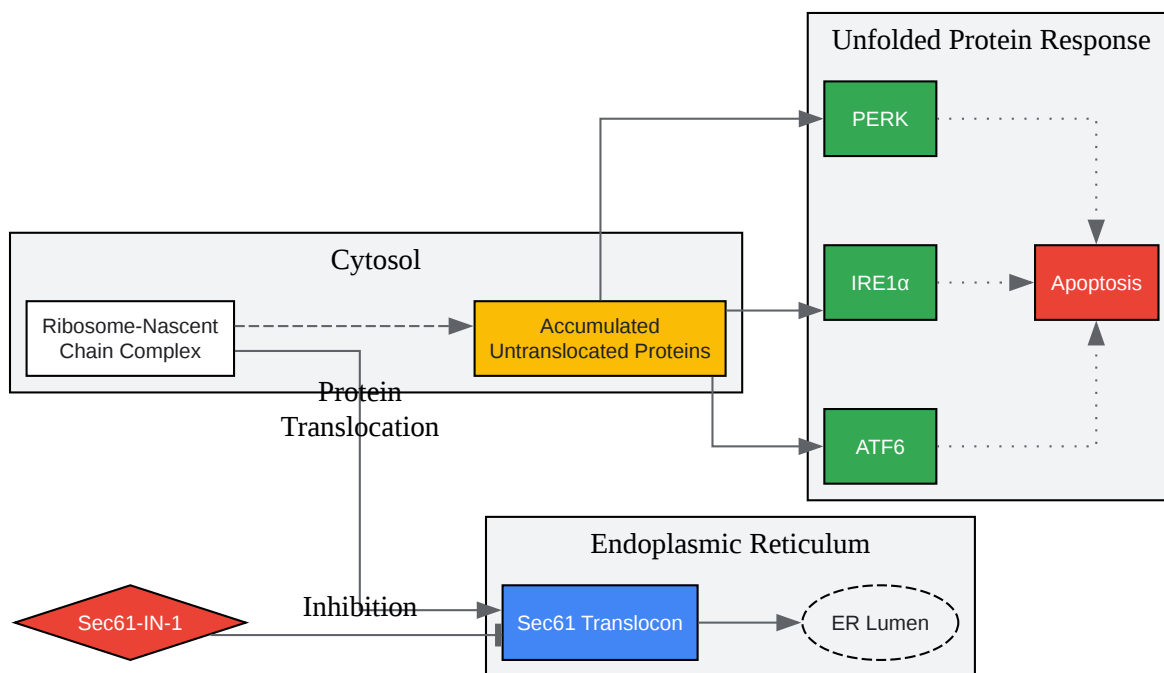 Unfolded Protein Response
PERK
Cytosol
IRE1α
Apoptosis
Ribosome-Nascent
Chain Complex
Accumulated
Untranslocated Proteins
Protein
Translocation
ATF6
Endoplasmic Reticulum
Inhibition
Sec61-IN-1
Sec61 Translocon
ER Lumen